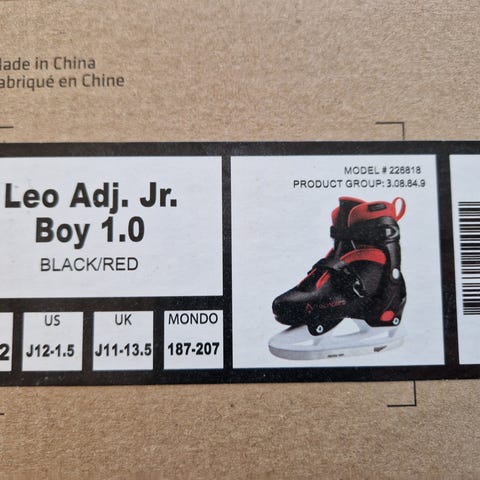 ade in China
abriqué en Chine
Leo Adj. Jr.
Boy 1.0
BLACK/RED
MODEL # 226818
PRODUCT GROUP: 3.08.84.9
2
US
J12-1.5
UK
J11-13.5
MONDO
187-207